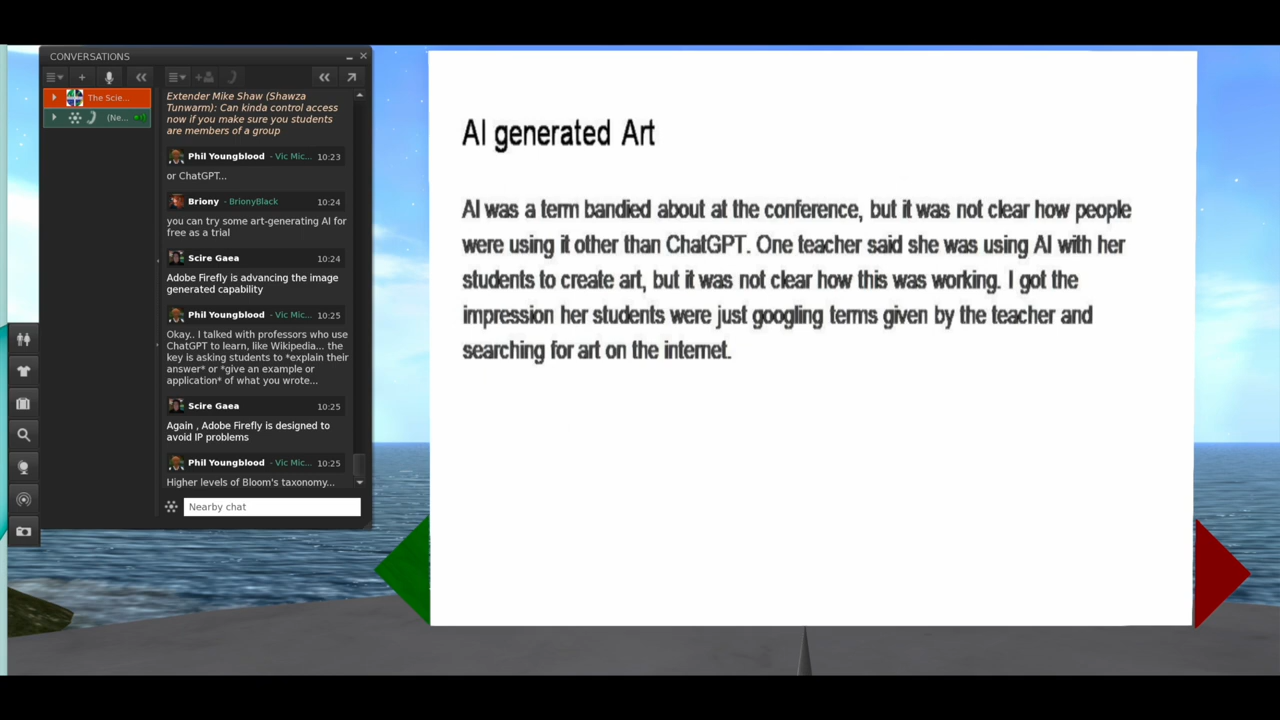 CONVERSATIONS
The Scie...
(Ne...
Extender Mike Shaw (Shawza
Tunwarm): Can kinda control access
now if you make sure you students
are members of a group
Phil Youngblood - Vic Mic... 10:23
or ChatGPT...
Briony - BrionyBlack 10:24
you can try some art-generating AI for
free as a trial
Scire Gaea 10:24
Adobe Firefly is advancing the image
generated capability
Phil Youngblood - Vic Mic... 10:25
Okay.. I talked with professors who use
ChatGPT to learn, like Wikipedia... the
key is asking students to *explain their
answer* or *give an example or
application* of what you wrote...
Scire Gaea 10:25
Again , Adobe Firefly is designed to
avoid IP problems
Phil Youngblood - Vic Mic... 10:25
Higher levels of Bloom's taxonomy...
Nearby chat
AI generated Art
AI was a term bandied about at the conference, but it was not clear how people
were using it other than ChatGPT. One teacher said she was using AI with her
students to create art, but it was not clear how this was working. I got the
impression her students were just googling terms given by the teacher and
searching for art on the internet.